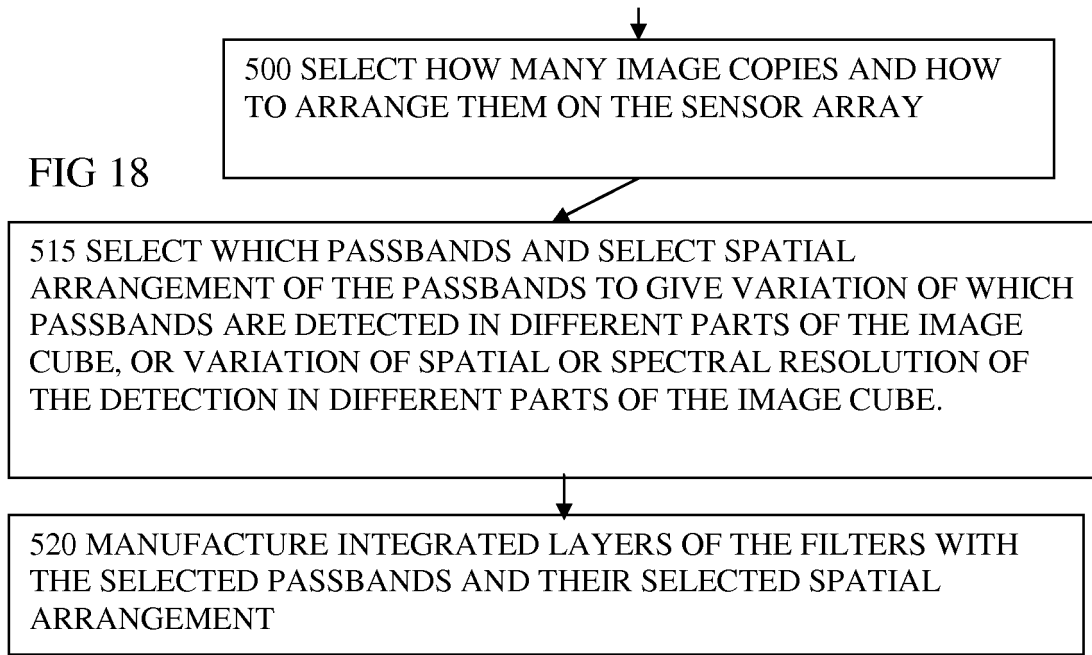 500 SELECT HOW MANY IMAGE COPIES AND HOW
TO ARRANGE THEM ON THE SENSOR ARRAY
FIG 18
515 SELECT WHICH PASSBANDS AND SELECT SPATIAL
ARRANGEMENT OF THE PASSBANDS TO GIVE VARIATION OF WHICH
PASSBANDS ARE DETECTED IN DIFFERENT PARTS OF THE IMAGE
CUBE, OR VARIATION OF SPATIAL OR SPECTRAL RESOLUTION OF
THE DETECTION IN DIFFERENT PARTS OF THE IMAGE CUBE.
520 MANUFACTURE INTEGRATED LAYERS OF THE FILTERS WITH
THE SELECTED PASSBANDS AND THEIR SELECTED SPATIAL
ARRANGEMENT